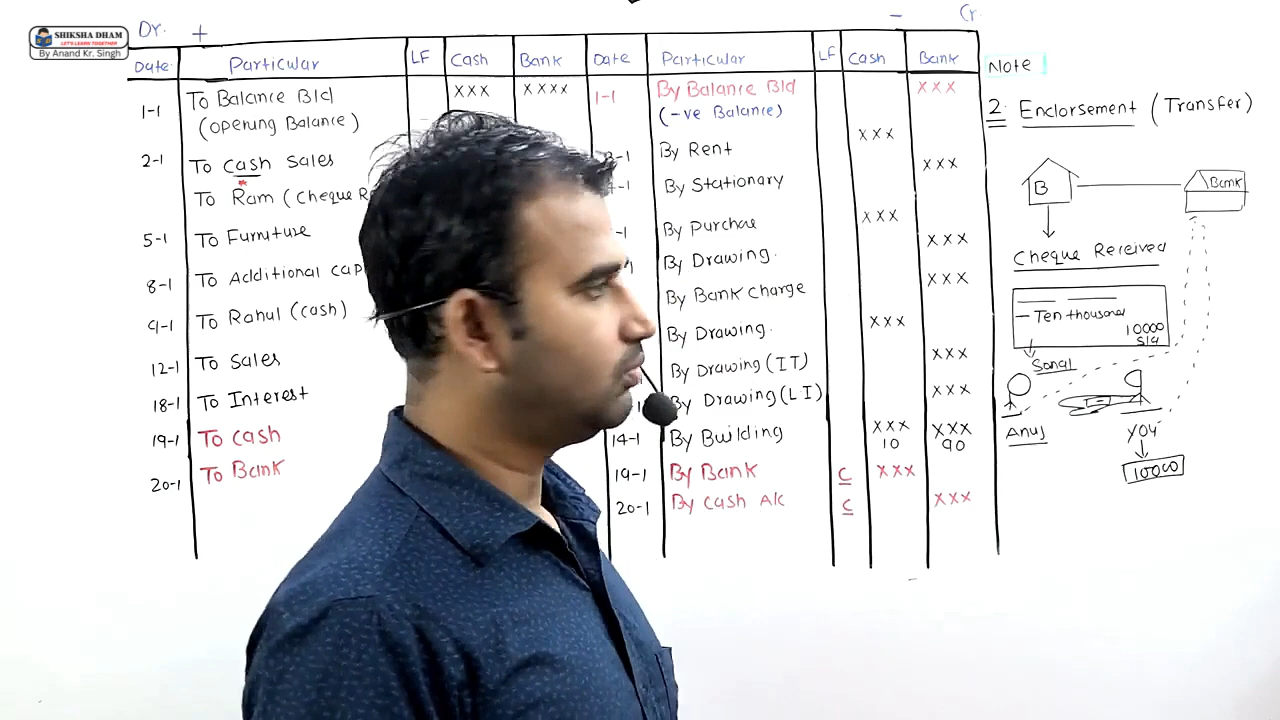 SHIKSHA DHAM
LET'S LEARN TOGETHER
By Anand Kr. Singh
Dr. + - Cr.
Date Particular LF Cash Bank Date Particular LF Cash Bank
1-1 To Balance B/d xxx xxxx 1-1 By Balance B/d xxx
(opening Balance) (-ve Balance)
2-1 To cash sales By Rent xxx
To Ram (Cheque By Stationary xxx
5-1 To Furniture By Purchae xxx
8-1 To Additional By Drawing. xxx
9-1 To Rahul (cash) By Bank Charge xxx
12-1 To Sales By Drawing. xxx
18-1 To Interest By Drawing (IT) xxx
19-1 To cash By Drawing (LI) xxx
20-1 To Bank 14-1 By Building xxx xxx
10 90
19-1 By Bank C xxx
20-1 By Cash A/c C xxx
Note
2. Endorsement (Transfer)
B Bank
Cheque Received
Ten thousand
10000
Sig
Sonal
Anuj YOY
10000